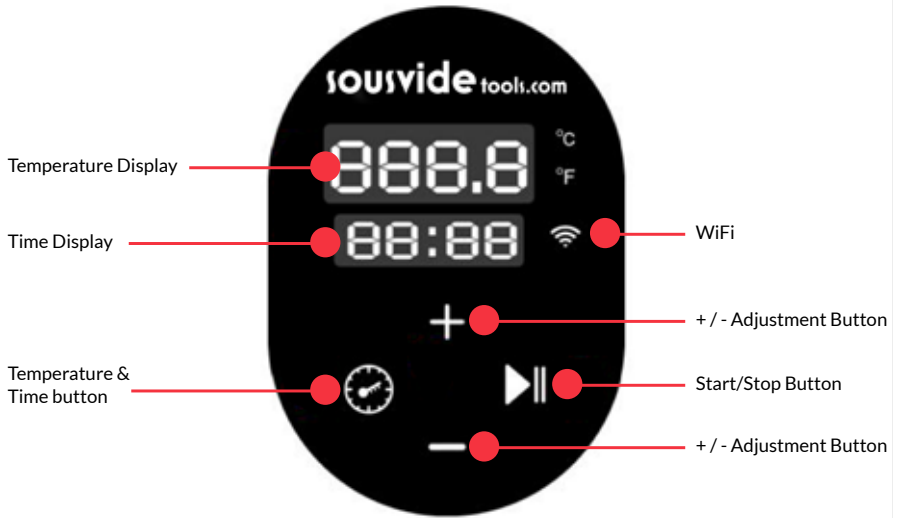 sousvide tools.com
888.8
°C
°F
Temperature Display
88:88
Time Display
WiFi
+ / - Adjustment Button
Temperature &
Time button
Start/Stop Button
+ / - Adjustment Button